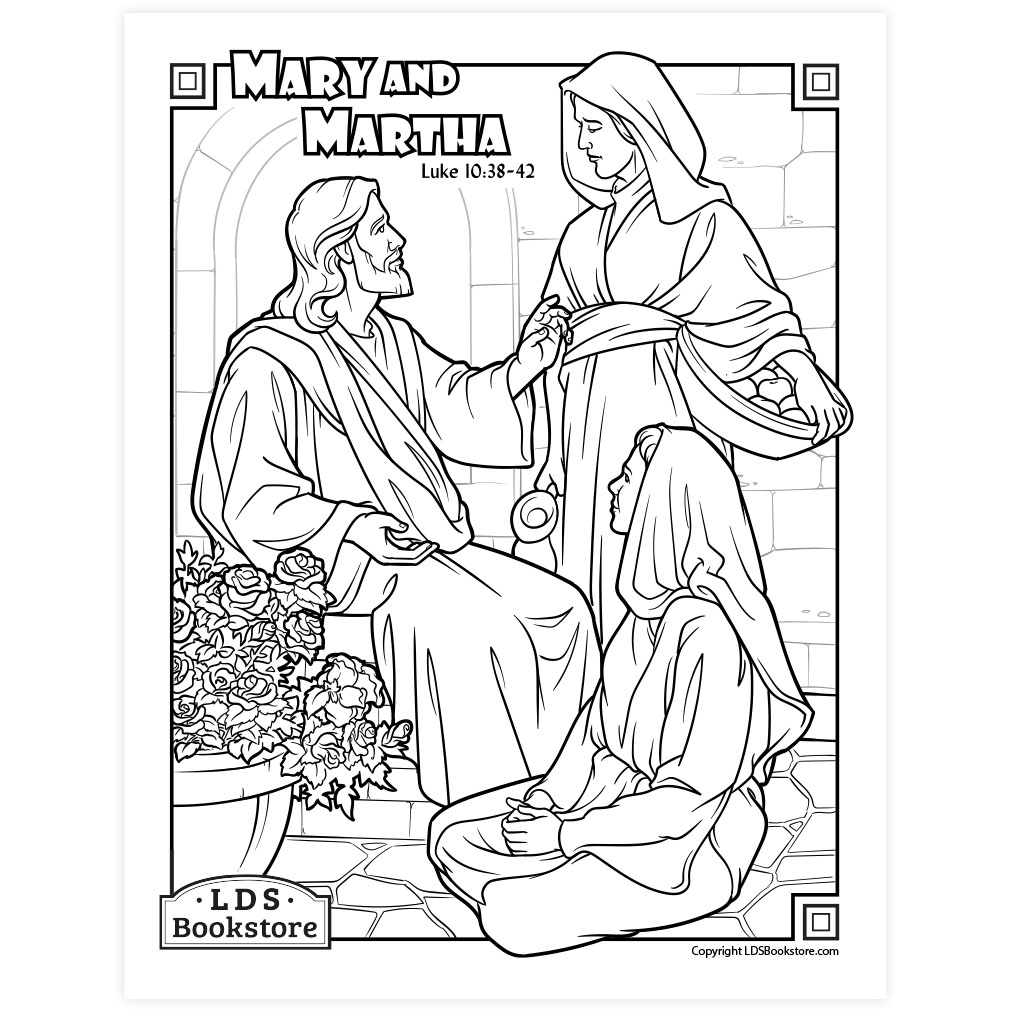 MARY AND
MARTHA
Luke 10:38-42
· LDS ·
Bookstore
Copyright LDSBookstore.com